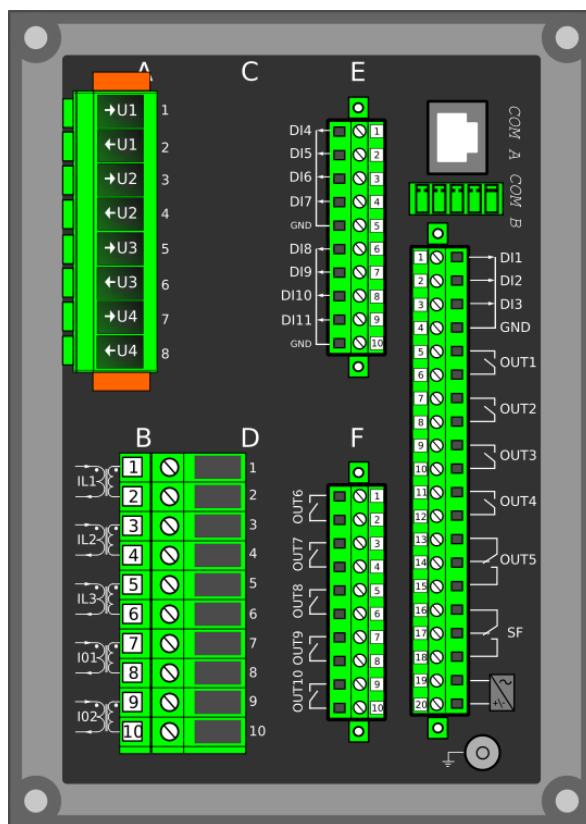 A
C
E
→U1 1
←U1 2
→U2 3
←U2 4
→U3 5
←U3 6
→U4 7
←U4 8
DI4 1
DI5 2
DI6 3
DI7 4
GND 5
DI8 6
DI9 7
DI10 8
DI11 9
GND 10
COM A
COM B
1 DI1
2 DI2
3 DI3
4 GND
5
OUT1
6
7
OUT2
8
9
OUT3
10
11
OUT4
12
13
14 OUT5
15
16
17 SF
18
19 ~
20 +/-
B
D
F
IL1
1 1
2 2
IL2
3 3
4 4
IL3
5 5
6 6
I01
7 7
8 8
I02
9 9
10 10
OUT6
1
2
OUT7
3
4
OUT8
5
6
OUT9
7
8
OUT10
9
10